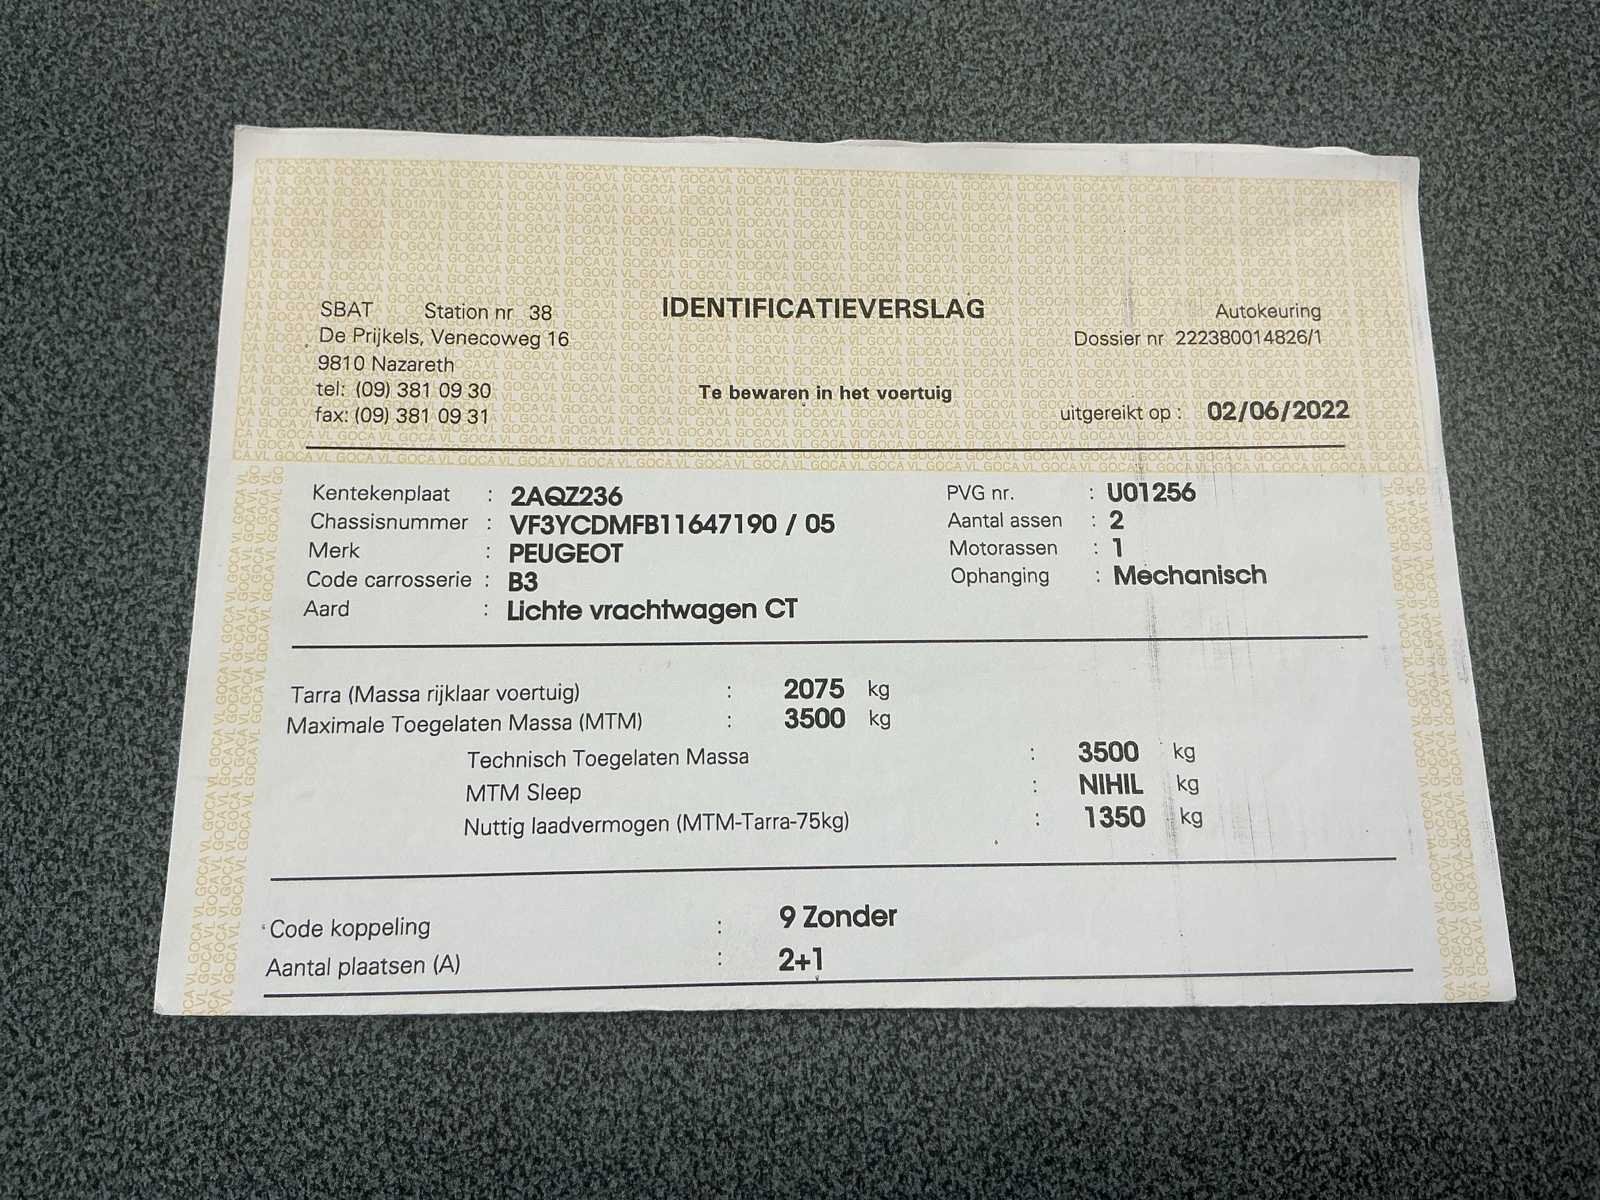 SBAT Station nr 38
De Prijkels, Venecoweg 16
9810 Nazareth
tel: (09) 381 09 30
fax: (09) 381 09 31
IDENTIFICATIEVERSLAG
Te bewaren in het voertuig
Autokeuring
Dossier nr 222380014826/1
uitgereikt op : 02/06/2022
Kentekenplaat : 2AQZ236
Chassisnummer : VF3YCDMFB11647190 / 05
Merk : PEUGEOT
Code carrosserie : B3
Aard : Lichte vrachtwagen CT
PVG nr. : U01256
Aantal assen : 2
Motorassen : 1
Ophanging : Mechanisch
Tarra (Massa rijklaar voertuig) : 2075 kg
Maximale Toegelaten Massa (MTM) : 3500 kg
Technisch Toegelaten Massa : 3500 kg
MTM Sleep : NIHIL kg
Nuttig laadvermogen (MTM-Tarra-75kg) : 1350 kg
Code koppeling : 9 Zonder
Aantal plaatsen (A) : 2+1